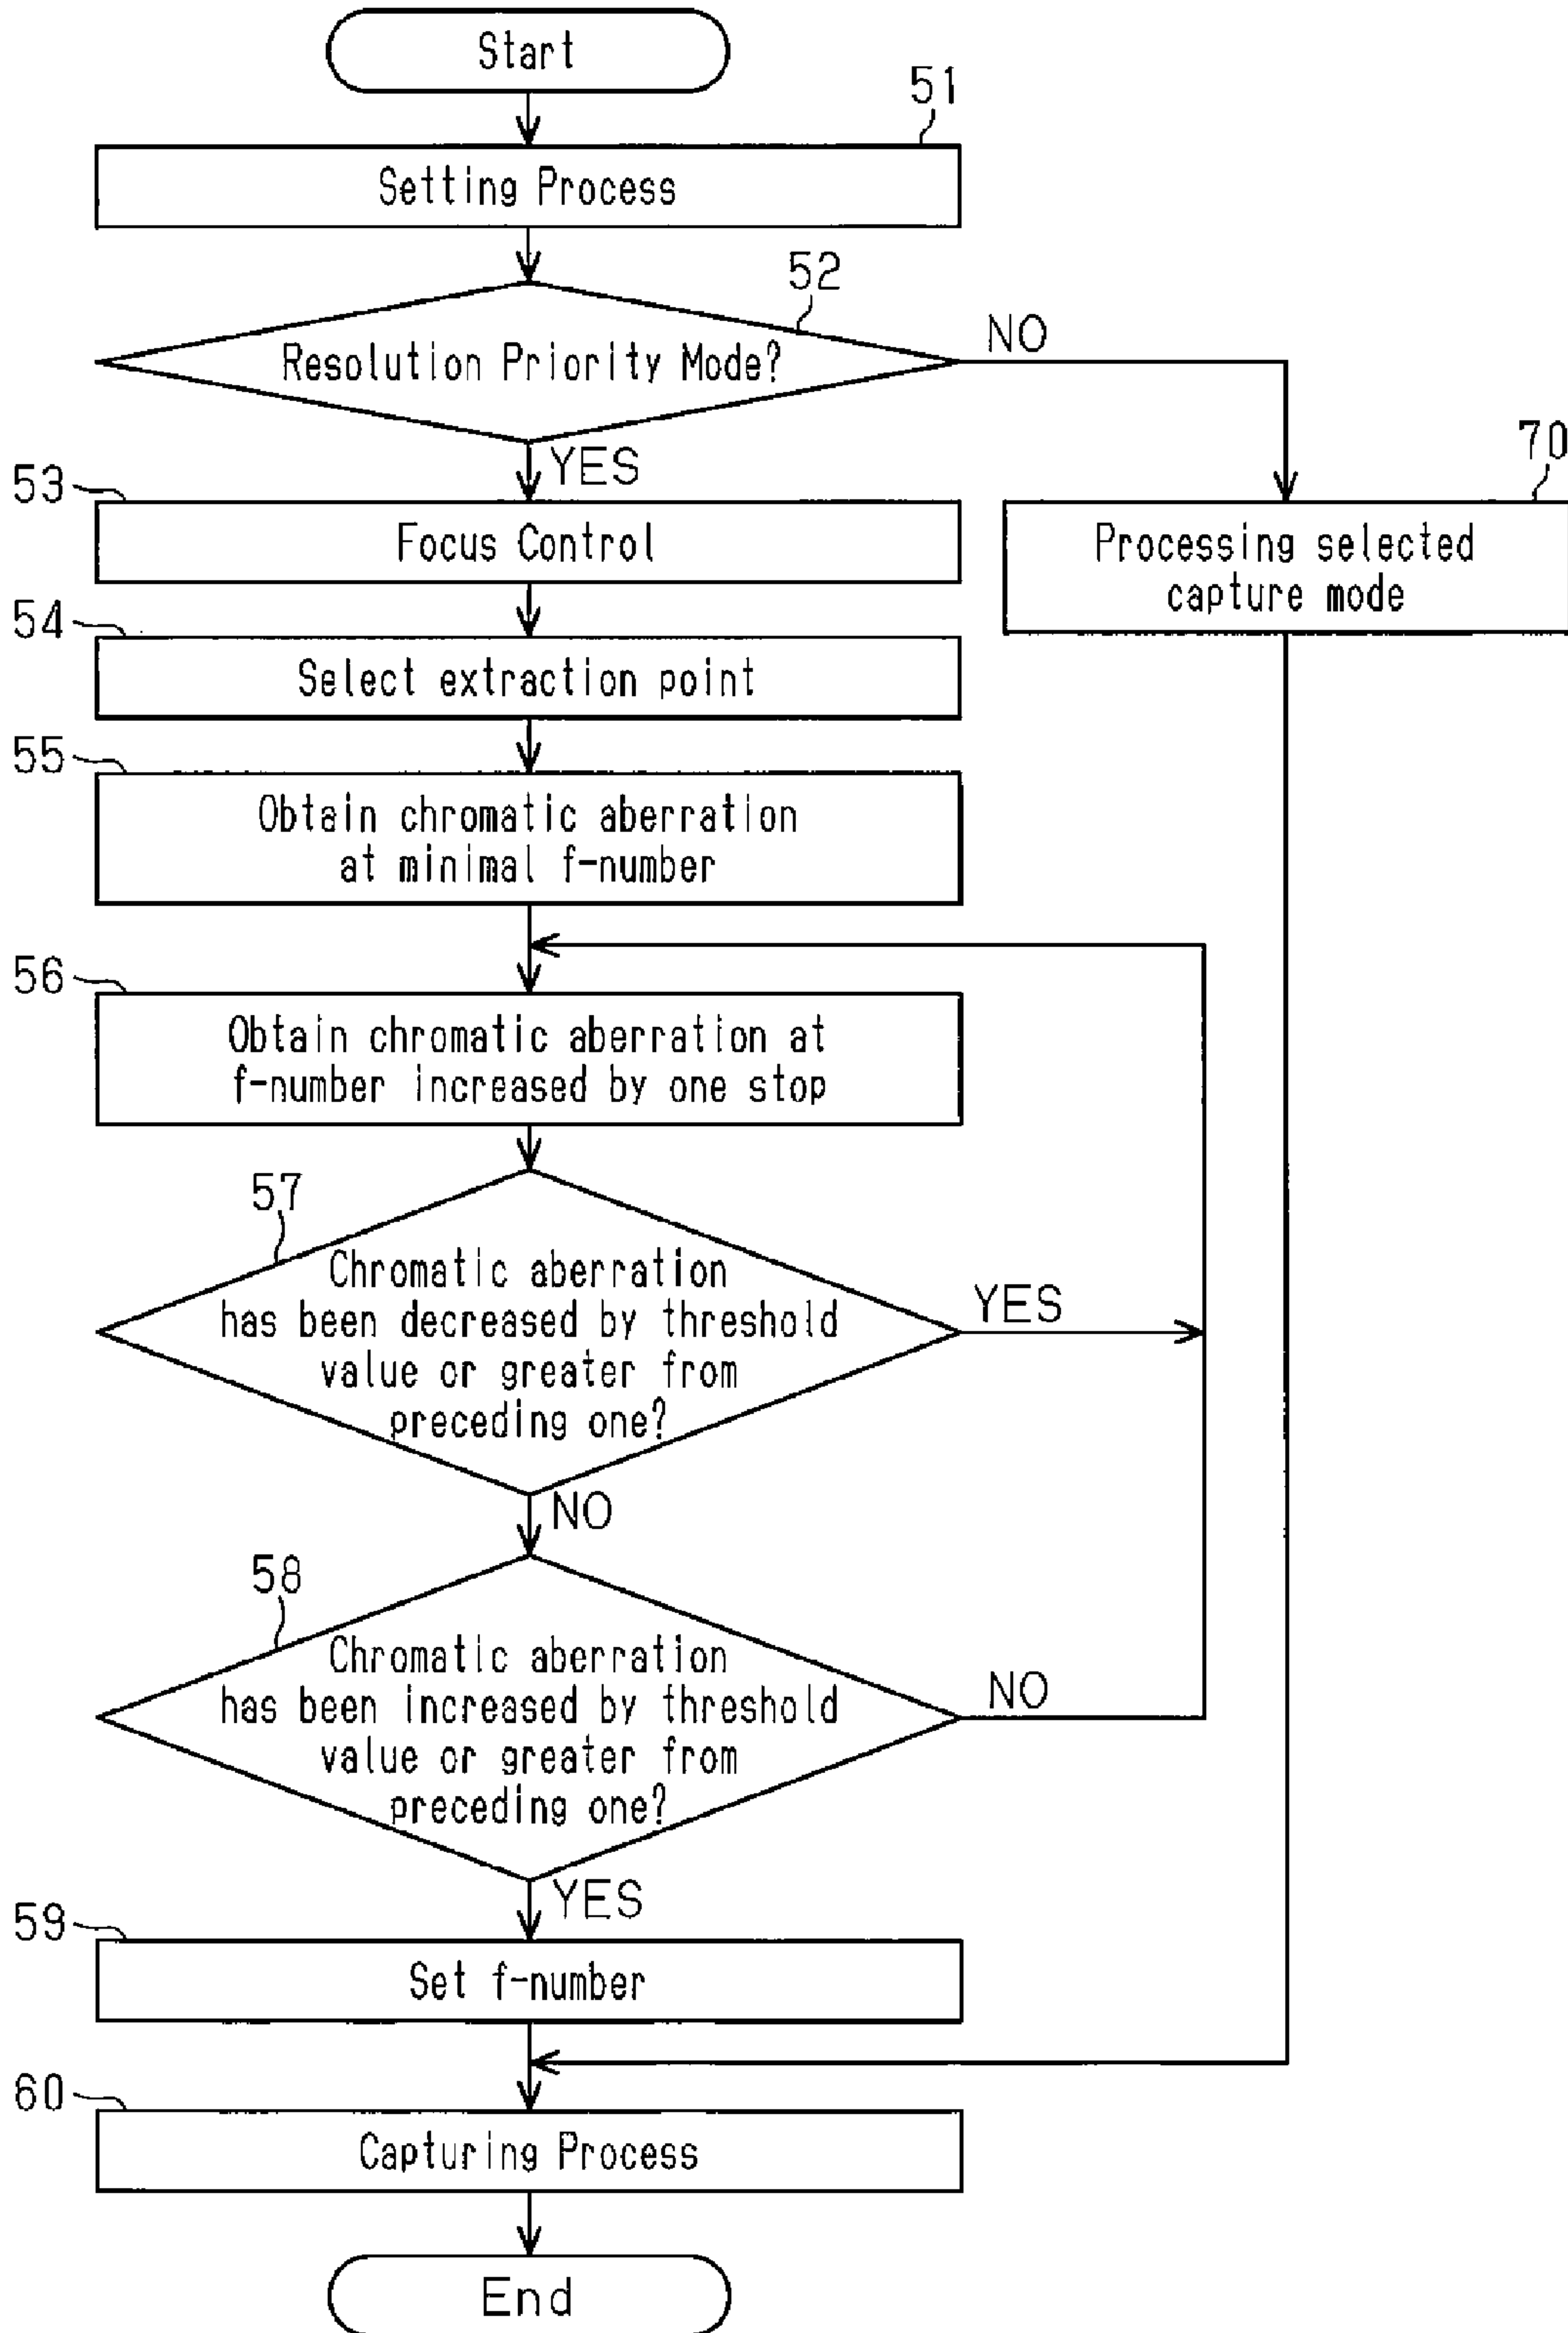 Start
51
Setting Process
52
Resolution Priority Mode?
NO
YES
53
Focus Control
70
Processing selected
capture mode
54
Select extraction point
55
Obtain chromatic aberration
at minimal f-number
56
Obtain chromatic aberration at
f-number increased by one stop
57
Chromatic aberration
has been decreased by threshold
value or greater from
preceding one?
YES
NO
58
Chromatic aberration
has been increased by threshold
value or greater from
preceding one?
NO
YES
59
Set f-number
60
Capturing Process
End